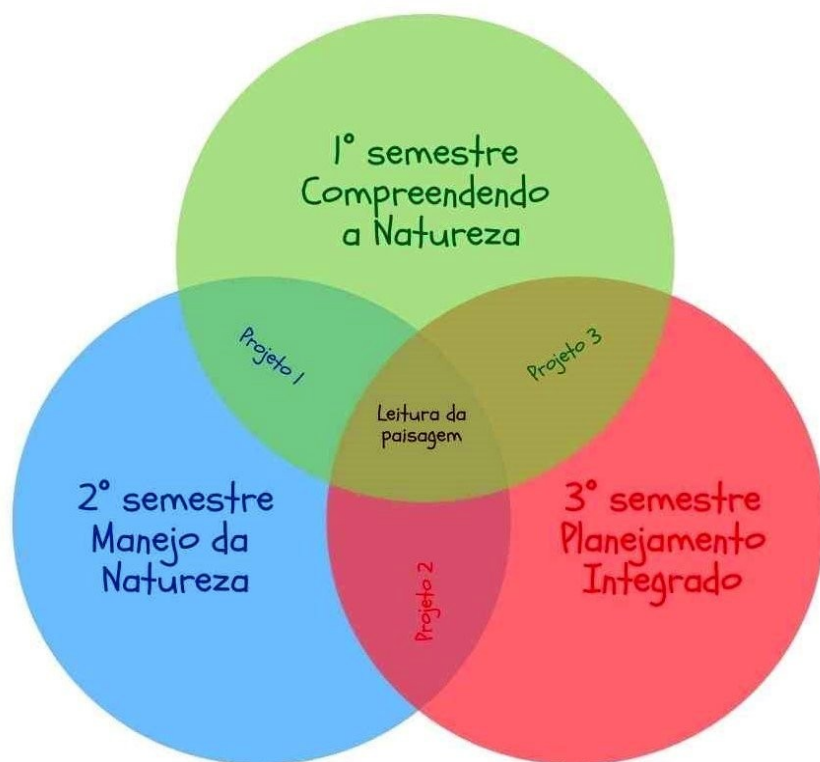 1° semestre
Compreendendo
a Natureza
Projeto 1
Projeto 3
Leitura da
paisagem
2° semestre
Manejo da
Natureza
3° semestre
Planejamento
Integrado
Projeto 2